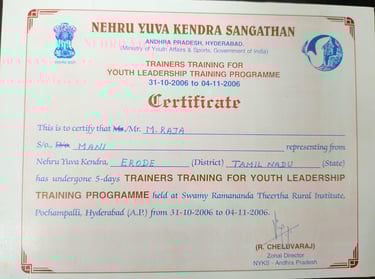 NEHRU YUVA KENDRA SANGATHAN
ANDHRA PRADESH, HYDERABAD.
(Ministry of Youth Affairs & Sports, Government of India)
TRAINERS TRAINING FOR
YOUTH LEADERSHIP TRAINING PROGRAMME
31-10-2006 to 04-11-2006
Certificate
This is to certify that Ms./Mr. M. RAJA
S/o., D/o. MANI representing from
Nehru Yuva Kendra, ERODE (District) TAMIL NADU (State)
has undergone 5-days TRAINERS TRAINING FOR YOUTH LEADERSHIP
TRAINING PROGRAMME held at Swamy Ramananda Theertha Rural Institute,
Pochampalli, Hyderabad (A.P.) from 31-10-2006 to 04-11-2006.
(R. CHELUVARAJ)
Zonal Director
NYKS - Andhra Pradesh